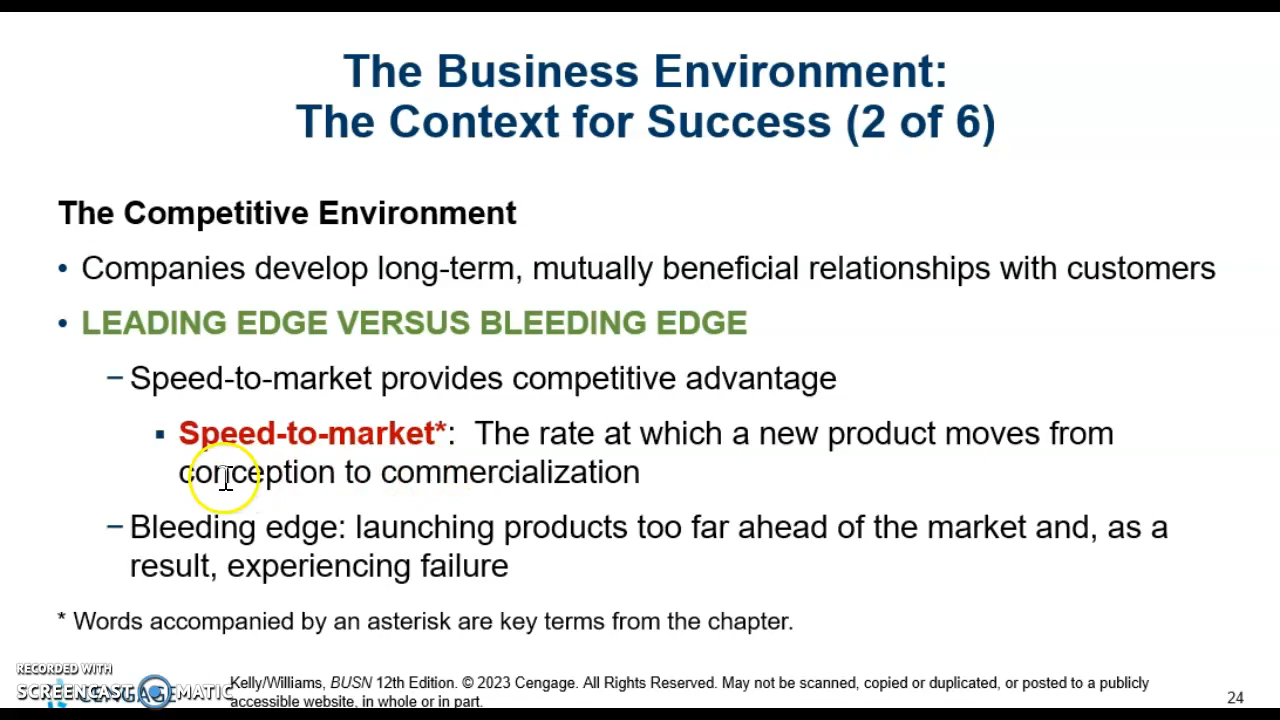 The Business Environment:
The Context for Success (2 of 6)
The Competitive Environment
• Companies develop long-term, mutually beneficial relationships with customers
• LEADING EDGE VERSUS BLEEDING EDGE
– Speed-to-market provides competitive advantage
▪ Speed-to-market*: The rate at which a new product moves from
conception to commercialization
– Bleeding edge: launching products too far ahead of the market and, as a
result, experiencing failure
* Words accompanied by an asterisk are key terms from the chapter.
RECORDED WITH
SCREENCAST MATIC
CENGAGE
Kelly/Williams, BUSN 12th Edition. © 2023 Cengage. All Rights Reserved. May not be scanned, copied or duplicated, or posted to a publicly
accessible website, in whole or in part.
24